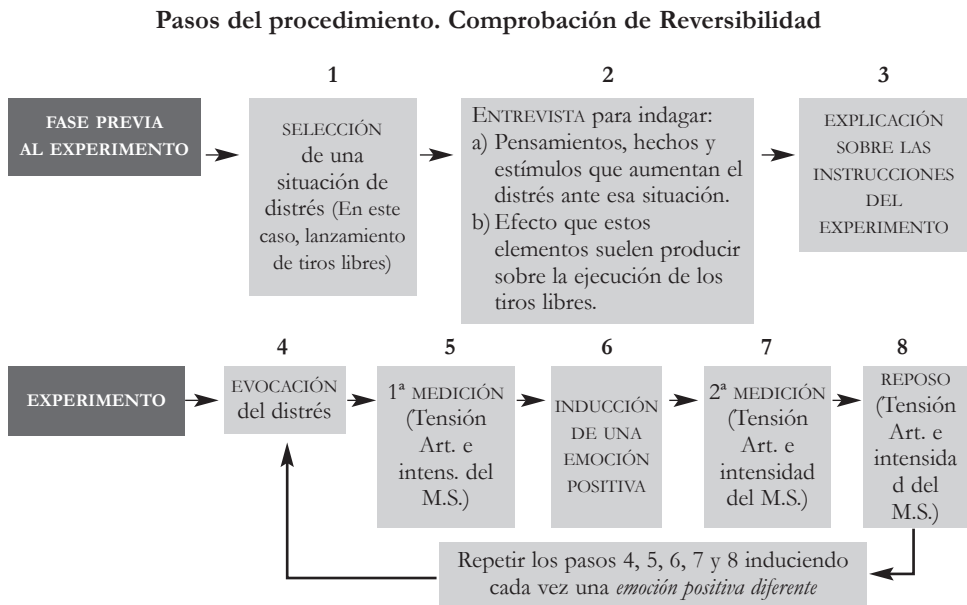 Pasos del procedimiento. Comprobación de Reversibilidad
1
2
3
FASE PREVIA
AL EXPERIMENTO
SELECCIÓN
de una
situación de
distrés (En este
caso, lanzamiento
de tiros libres)
ENTREVISTA para indagar:
a) Pensamientos, hechos y
estímulos que aumentan el
distrés ante esa situación.
b) Efecto que estos
elementos suelen producir
sobre la ejecución de los
tiros libres.
EXPLICACIÓN
SOBRE LAS
INSTRUCCIONES
DEL
EXPERIMENTO
4
5
6
7
8
EXPERIMENTO
EVOCACIÓN
del distrés
1ª MEDICIÓN
(Tensión
Art. e
intens. del
M.S.)
INDUCCIÓN
DE UNA
EMOCIÓN
POSITIVA
2ª MEDICIÓN
(Tensión
Art. e
intensidad
del M.S.)
REPOSO
(Tensión
Art. e
intensida
d del
M.S.)
Repetir los pasos 4, 5, 6, 7 y 8 induciendo
cada vez una emoción positiva diferente